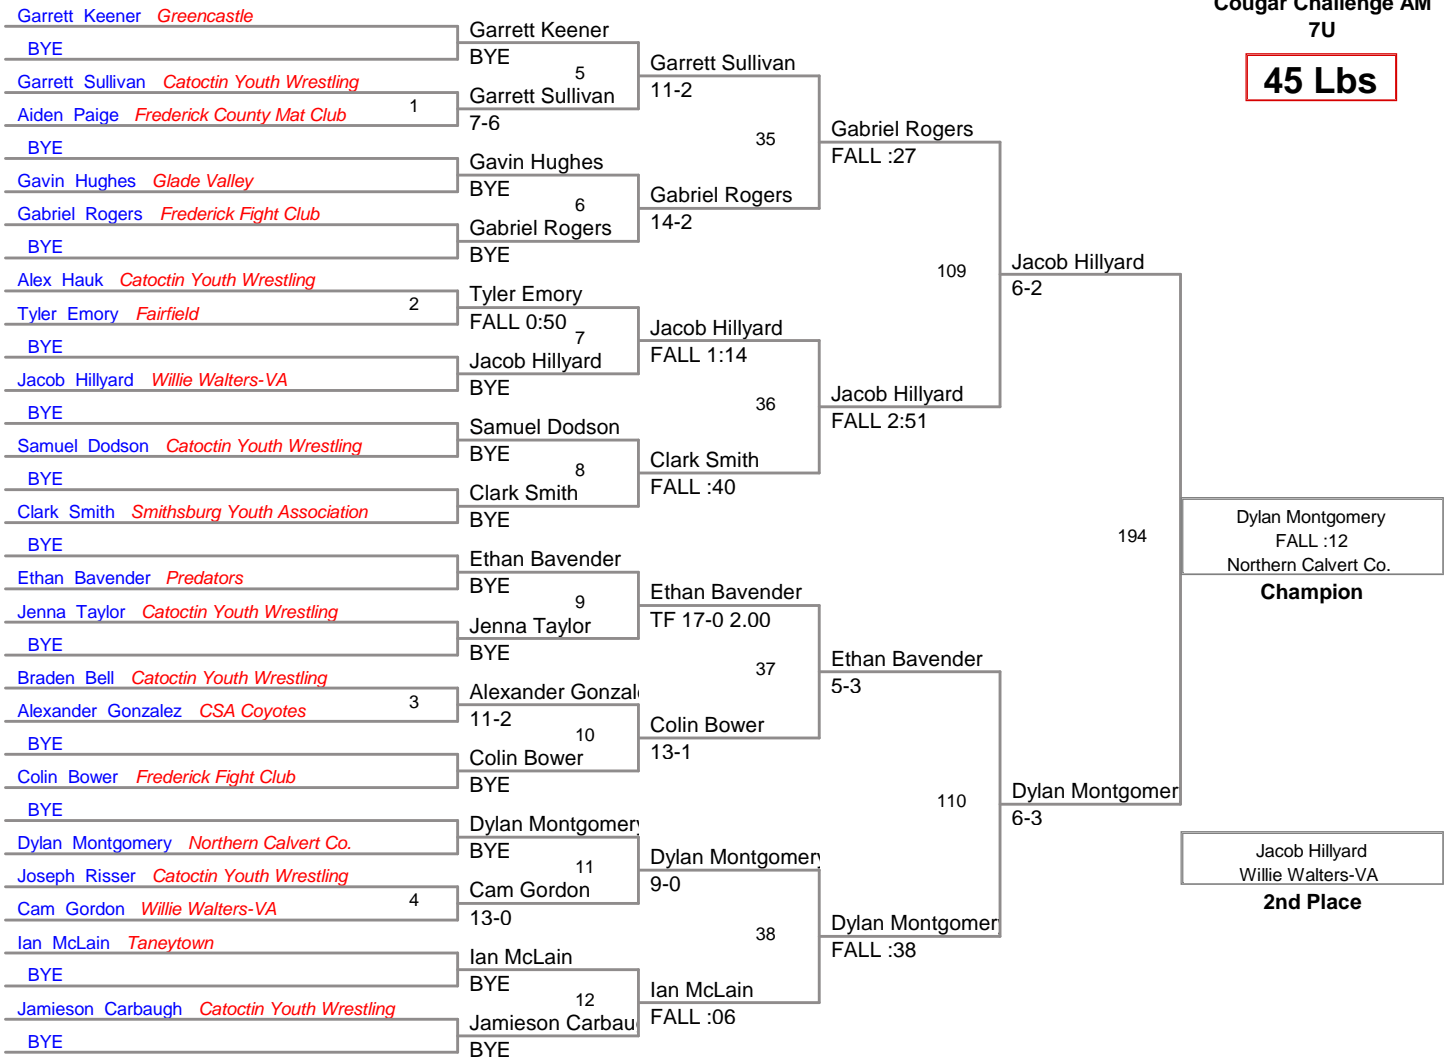 Cougar Challenge AM
7U
45 Lbs
Garrett Keener Greencastle
BYE
Garrett Sullivan Catoctin Youth Wrestling
Aiden Paige Frederick County Mat Club
BYE
Gavin Hughes Glade Valley
Gabriel Rogers Frederick Fight Club
BYE
Alex Hauk Catoctin Youth Wrestling
Tyler Emory Fairfield
BYE
Jacob Hillyard Willie Walters-VA
BYE
Samuel Dodson Catoctin Youth Wrestling
BYE
Clark Smith Smithsburg Youth Association
BYE
Ethan Bavender Predators
Jenna Taylor Catoctin Youth Wrestling
BYE
Braden Bell Catoctin Youth Wrestling
Alexander Gonzalez CSA Coyotes
BYE
Colin Bower Frederick Fight Club
BYE
Dylan Montgomery Northern Calvert Co.
Joseph Risser Catoctin Youth Wrestling
Cam Gordon Willie Walters-VA
Ian McLain Taneytown
BYE
Jamieson Carbaugh Catoctin Youth Wrestling
BYE
1
2
3
4
Garrett Keener
BYE
5
Garrett Sullivan
7-6
Gavin Hughes
BYE
6
Gabriel Rogers
BYE
Tyler Emory
FALL 0:50
7
Jacob Hillyard
BYE
Samuel Dodson
BYE
8
Clark Smith
BYE
Ethan Bavender
BYE
9
Jenna Taylor
BYE
Alexander Gonzal
11-2
10
Colin Bower
BYE
Dylan Montgomery
BYE
11
Cam Gordon
13-0
Ian McLain
BYE
12
Jamieson Carbau
BYE
Garrett Sullivan
11-2
35
Gabriel Rogers
14-2
Jacob Hillyard
FALL 1:14
36
Clark Smith
FALL :40
Ethan Bavender
TF 17-0 2.00
37
Colin Bower
13-1
Dylan Montgomery
9-0
38
Ian McLain
FALL :06
Gabriel Rogers
FALL :27
109
Jacob Hillyard
FALL 2:51
Ethan Bavender
5-3
110
Dylan Montgomer
FALL :38
Jacob Hillyard
6-2
194
Dylan Montgomer
6-3
Dylan Montgomery
FALL :12
Northern Calvert Co.
Champion
Jacob Hillyard
Willie Walters-VA
2nd Place